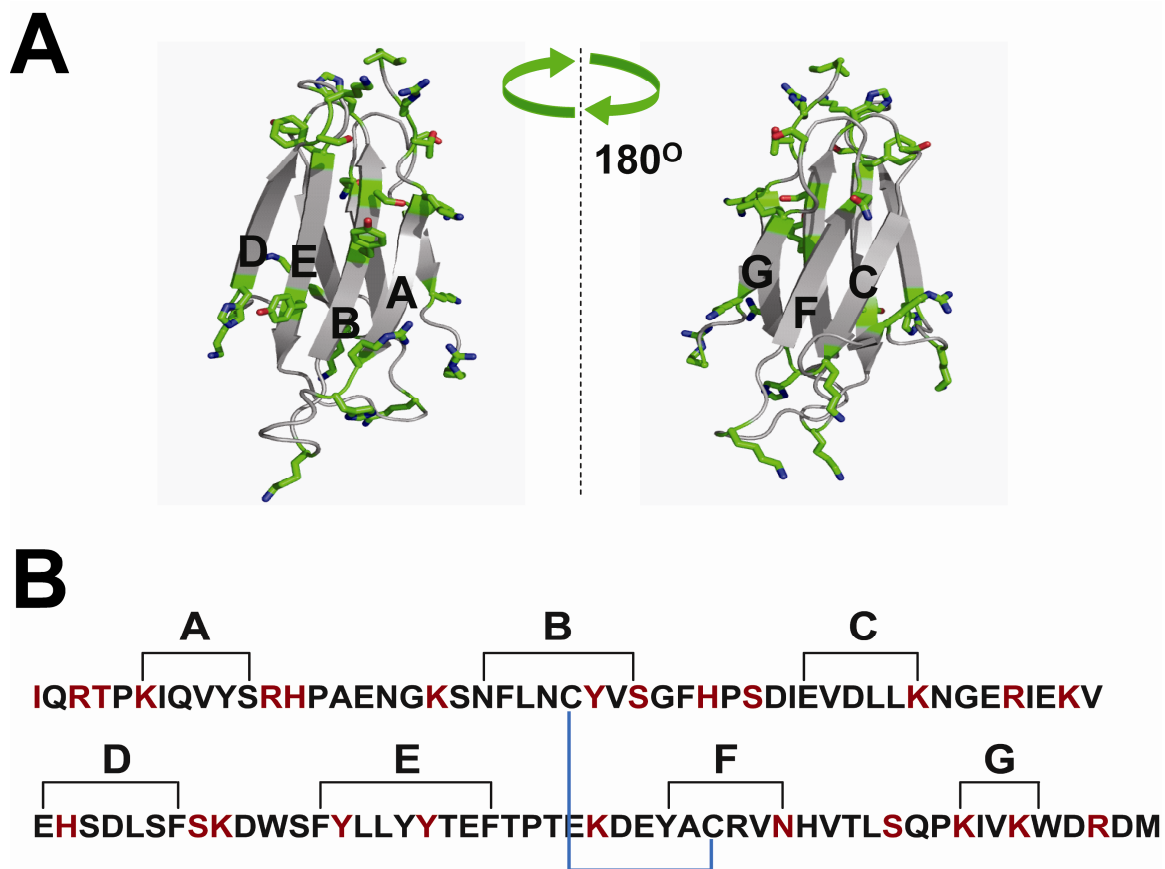 A
180O
D E B A
G F C
B
A B C
IQRTPKIQVYSRHPAENGKSNFLNCYVSGFHPSDIEVDLLKNGERIEKV
D E F G
EHSDLSFSKDWSFYLLYYTEFTPTEKDEYACRVNHVTLSQPKIVKWDRDM